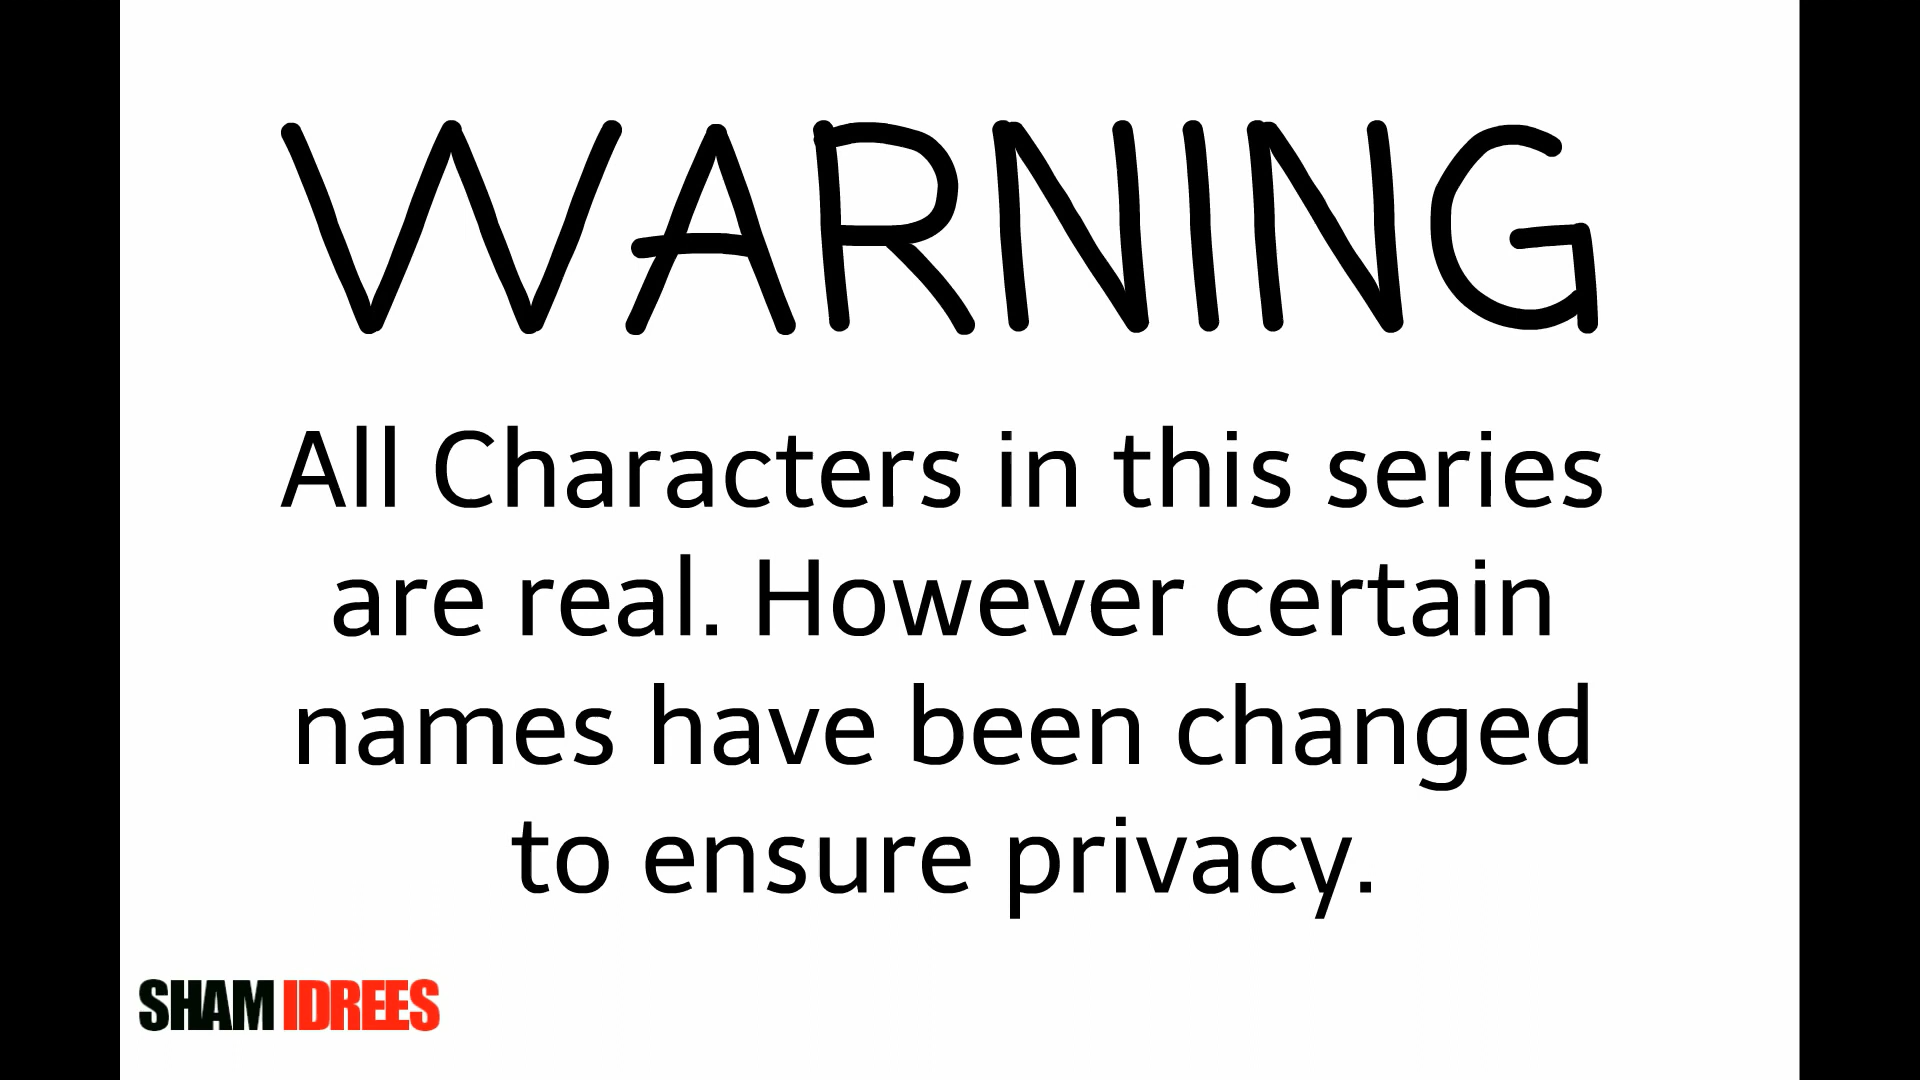 WARNING
All Characters in this series
are real. However certain
names have been changed
to ensure privacy.
SHAM IDREES